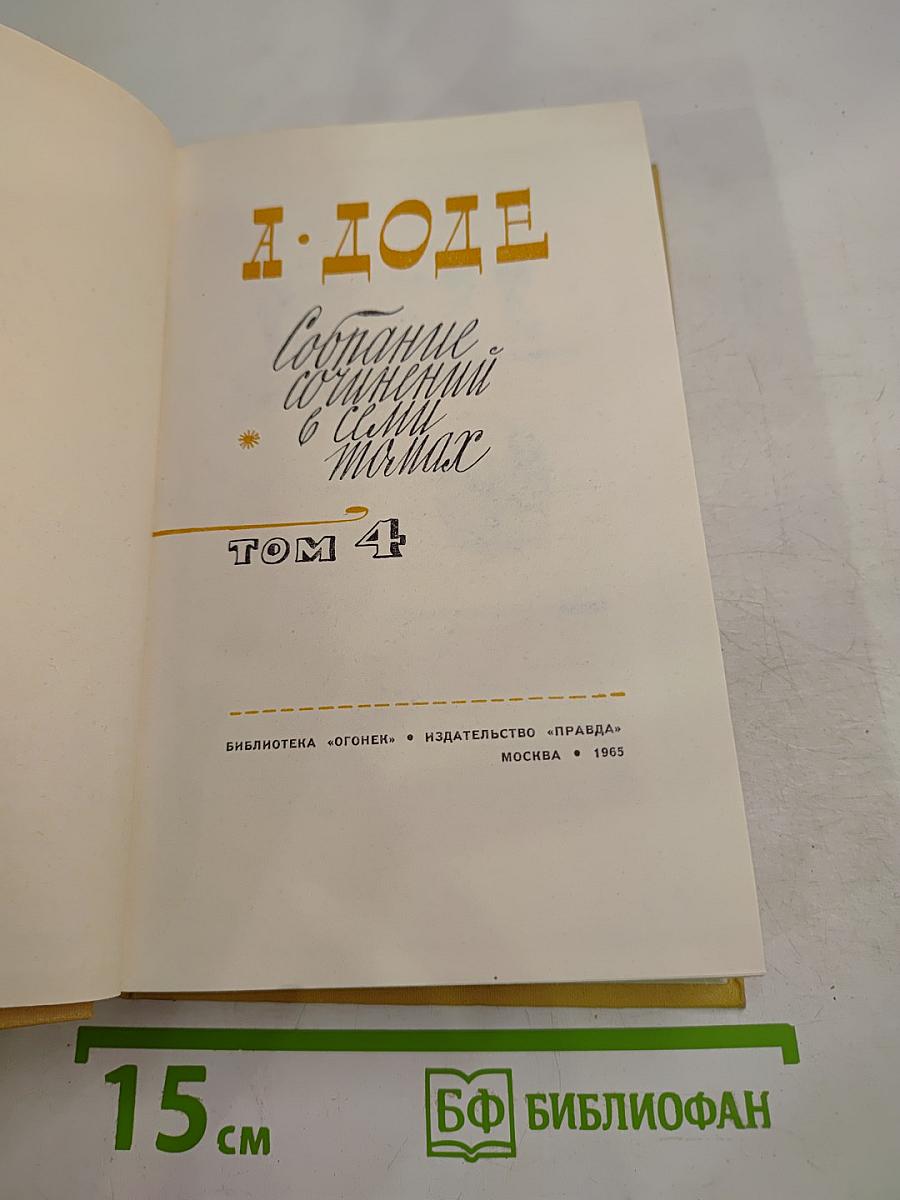 А · ДОДЕ
Собрание
сочинений
в семи
томах
ТОМ 4
БИБЛИОТЕКА «ОГОНЕК» • ИЗДАТЕЛЬСТВО «ПРАВДА»
МОСКВА • 1965
15 см
БФ БИБЛИОФАН